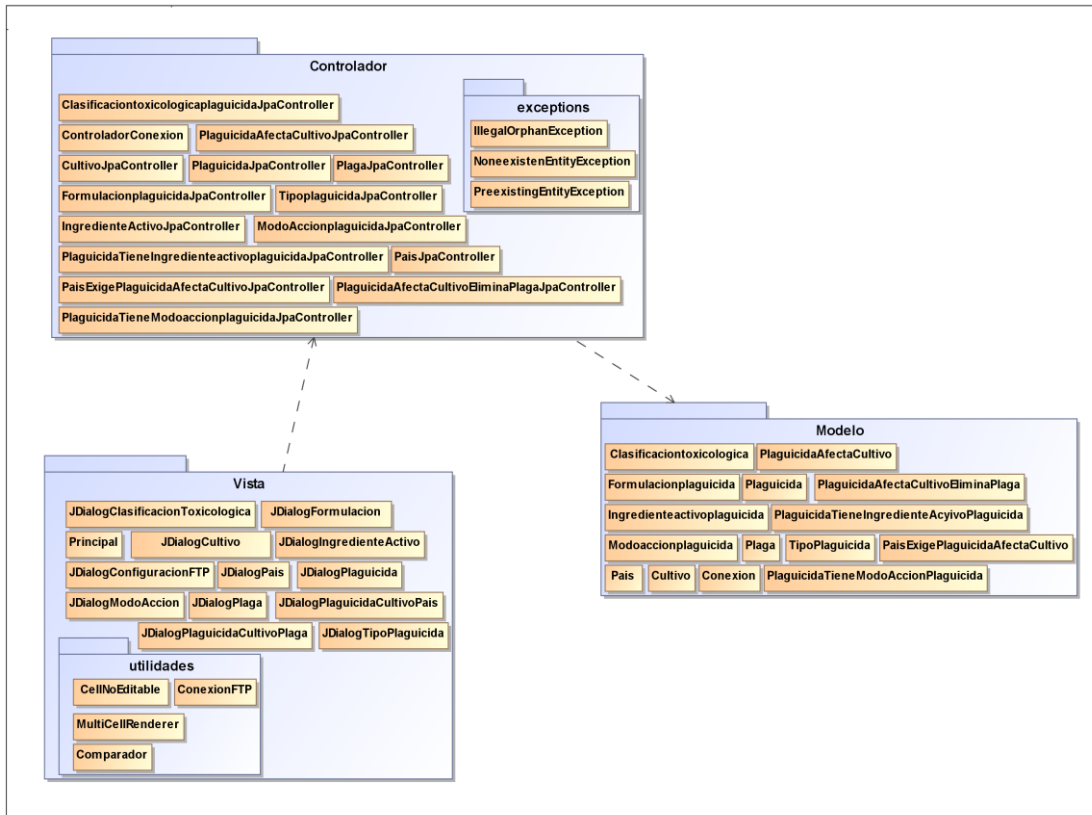 Controlador
ClasificaciontoxicologicaplaguicidaJpaController
ControladorConexion PlaguicidaAfectaCultivoJpaController
CultivoJpaController PlaguicidaJpaController PlagaJpaController
FormulacionplaguicidaJpaController TipoplaguicidaJpaController
IngredienteActivoJpaController ModoAccionplaguicidaJpaController
PlaguicidaTieneIngredienteactivoplaguicidaJpaController PaisJpaController
PaisExigePlaguicidaAfectaCultivoJpaController PlaguicidaAfectaCultivoEliminaPlagaJpaController
PlaguicidaTieneModoaccionplaguicidaJpaController
exceptions
IllegalOrphanException
NoneexistenEntityException
PreexistingEntityException
Modelo
Clasificaciontoxicologica PlaguicidaAfectaCultivo
Formulacionplaguicida Plaguicida PlaguicidaAfectaCultivoEliminaPlaga
Ingredienteactivoplaguicida PlaguicidaTieneIngredienteAcyivoPlaguicida
Modoaccionplaguicida Plaga TipoPlaguicida PaisExigePlaguicidaAfectaCultivo
Pais Cultivo Conexion PlaguicidaTieneModoAccionPlaguicida
Vista
JDialogClasificacionToxicologica JDialogFormulacion
Principal JDialogCultivo JDialogIngredienteActivo
JDialogConfiguracionFTP JDialogPais JDialogPlaguicida
JDialogModoAccion JDialogPlaga JDialogPlaguicidaCultivoPais
JDialogPlaguicidaCultivoPlaga JDialogTipoPlaguicida
utilidades
CellNoEditable ConexionFTP
MultiCellRenderer
Comparador